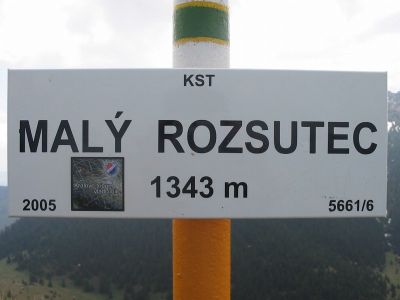 KST
MALÝ ROZSUTEC
1343 m
2005
5661/6